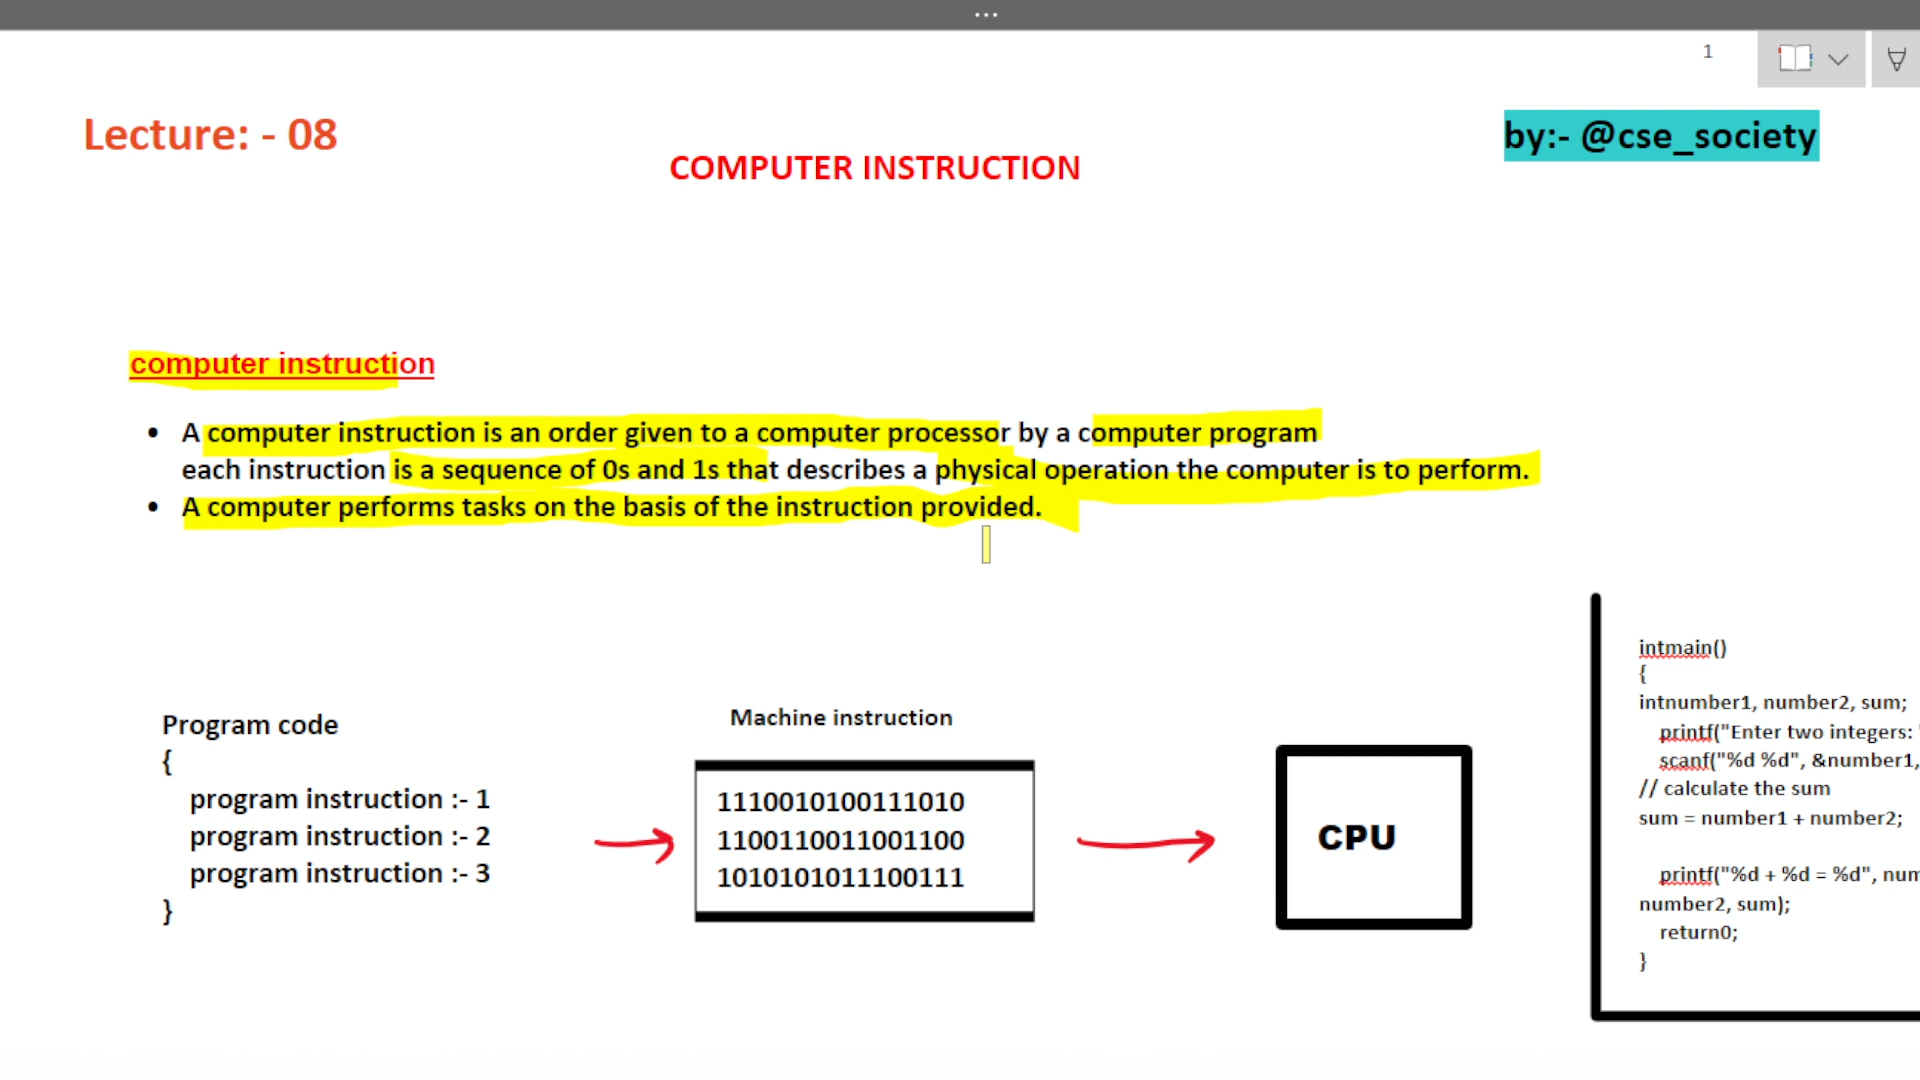 1
Lecture: - 08
by:- @cse_society
COMPUTER INSTRUCTION
computer instruction
• A computer instruction is an order given to a computer processor by a computer program
each instruction is a sequence of 0s and 1s that describes a physical operation the computer is to perform.
• A computer performs tasks on the basis of the instruction provided.
Program code
{
program instruction :- 1
program instruction :- 2
program instruction :- 3
}
Machine instruction
1110010100111010
1100110011001100
1010101011100111
CPU
intmain()
{
intnumber1, number2, sum;
printf("Enter two integers: "
scanf("%d %d", &number1,
// calculate the sum
sum = number1 + number2;
printf("%d + %d = %d", num
number2, sum);
return0;
}